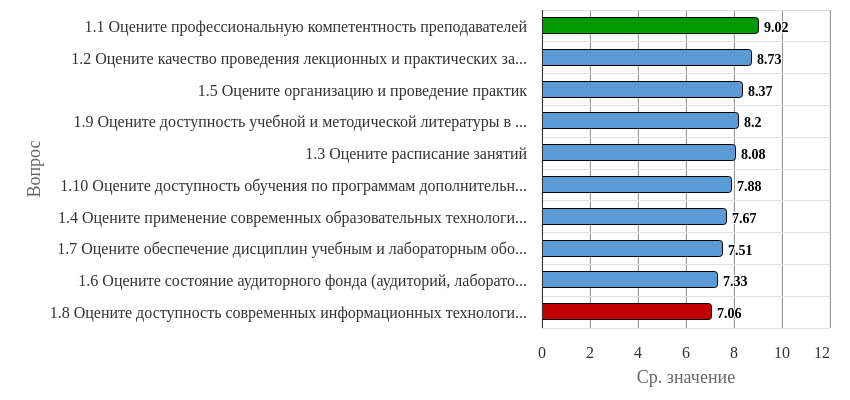 1.1 Оцените профессиональную компетентность преподавателей 9.02
1.2 Оцените качество проведения лекционных и практических за... 8.73
1.5 Оцените организацию и проведение практик 8.37
1.9 Оцените доступность учебной и методической литературы в ... 8.2
1.3 Оцените расписание занятий 8.08
1.10 Оцените доступность обучения по программам дополнительн... 7.88
1.4 Оцените применение современных образовательных технологи... 7.67
1.7 Оцените обеспечение дисциплин учебным и лабораторным обо... 7.51
1.6 Оцените состояние аудиторного фонда (аудиторий, лаборато... 7.33
1.8 Оцените доступность современных информационных технологи... 7.06
Вопрос
0 2 4 6 8 10 12
Ср. значение